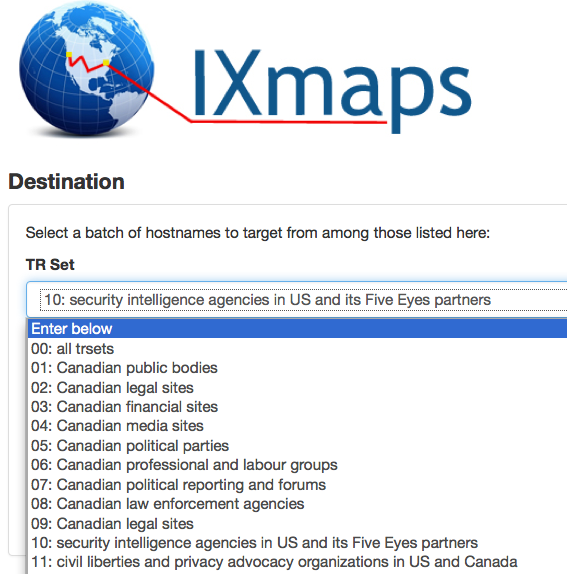 IXmaps
Destination
Select a batch of hostnames to target from among those listed here:
TR Set
10: security intelligence agencies in US and its Five Eyes partners
Enter below
00: all trsets
01: Canadian public bodies
02: Canadian legal sites
03: Canadian financial sites
04: Canadian media sites
05: Canadian political parties
06: Canadian professional and labour groups
07: Canadian political reporting and forums
08: Canadian law enforcement agencies
09: Canadian legal sites
10: security intelligence agencies in US and its Five Eyes partners
11: civil liberties and privacy advocacy organizations in US and Canada